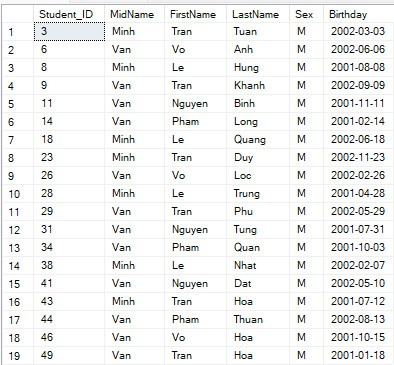 Student_ID MidName FirstName LastName Sex Birthday
1 3 Minh Tran Tuan M 2002-03-03
2 6 Van Vo Anh M 2002-06-06
3 8 Minh Le Hung M 2001-08-08
4 9 Van Tran Khanh M 2002-09-09
5 11 Van Nguyen Binh M 2001-11-11
6 14 Van Pham Long M 2001-02-14
7 18 Minh Le Quang M 2002-06-18
8 23 Minh Tran Duy M 2002-11-23
9 26 Van Vo Loc M 2002-02-26
10 28 Minh Le Trung M 2001-04-28
11 29 Van Tran Phu M 2002-05-29
12 31 Van Nguyen Tung M 2001-07-31
13 34 Van Pham Quan M 2001-10-03
14 38 Minh Le Nhat M 2002-02-07
15 41 Van Nguyen Dat M 2002-05-10
16 43 Minh Tran Hoa M 2001-07-12
17 44 Van Pham Thuan M 2002-08-13
18 46 Van Vo Hoa M 2001-10-15
19 49 Van Tran Hoa M 2001-01-18